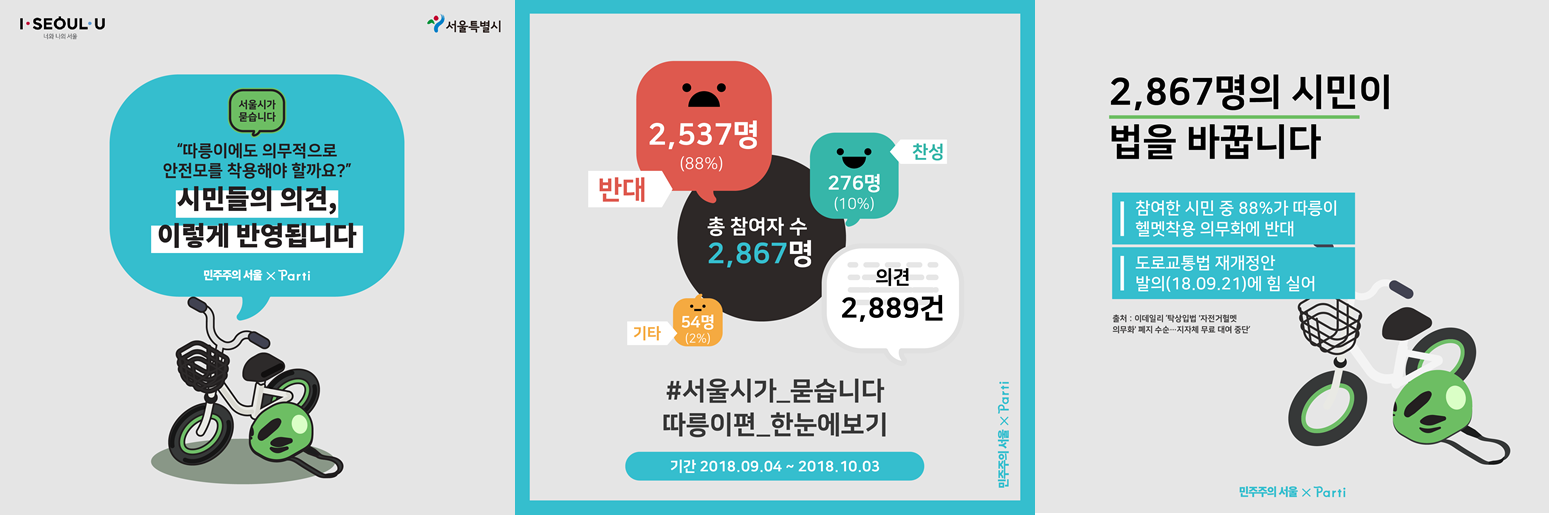 I·SEOUL·U
너와 나의 서울
서울특별시
서울시가
묻습니다
“따릉이에도 의무적으로
안전모를 착용해야 할까요?”
시민들의 의견,
이렇게 반영됩니다
민주주의 서울 × Parti
2,537명
(88%)
반대
찬성
276명
(10%)
총 참여자 수
2,867명
의견
2,889건
기타
54명
(2%)
#서울시가_묻습니다
따릉이편_한눈에보기
기간 2018.09.04 ~ 2018.10.03
민주주의 서울 × Parti
2,867명의 시민이
법을 바꿉니다
참여한 시민 중 88%가 따릉이
헬멧착용 의무화에 반대
도로교통법 재개정안
발의(18.09.21)에 힘 실어
출처 : 이데일리 '탁상입법 '자전거헬멧
의무화' 폐지 수순…지자체 무료 대여 중단'
민주주의 서울 × Parti